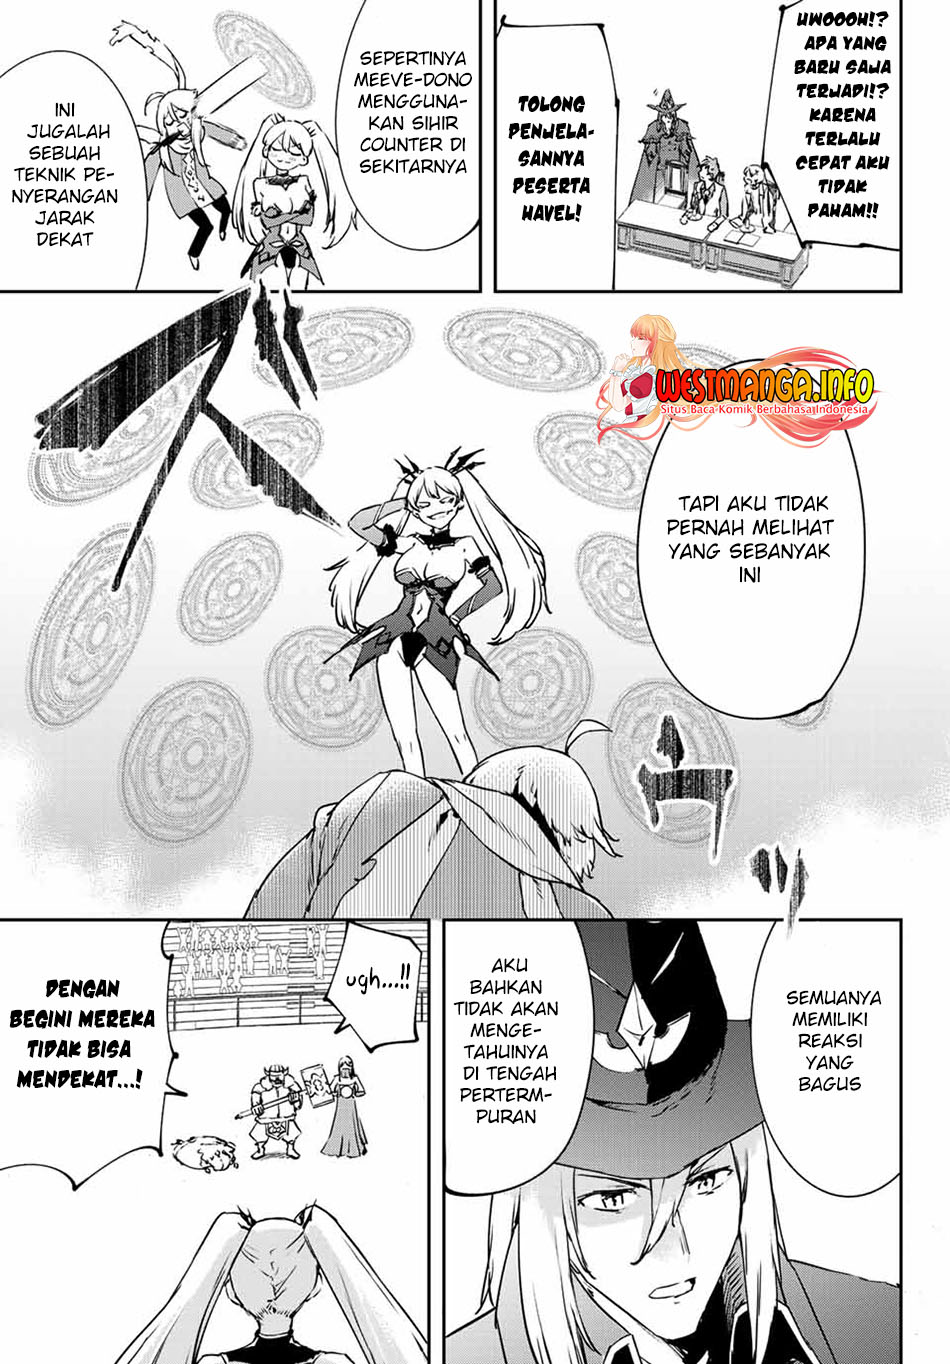 UWOOOH!?
APA YANG
BARU SAJA
TERJADI!?
KARENA
TERLALU
CEPAT AKU
TIDAK
PAHAM!!
TOLONG
PENJELA-
SANNYA
PESERTA
HAVEL!
SEPERTINYA
MEEVE-DONO
MENGGUNA-
KAN SIHIR
COUNTER DI
SEKITARNYA
INI
JUGALAH
SEBUAH
TEKNIK PE-
NYERANGAN
JARAK
DEKAT
WESTMANGA.INFO
Situs Baca Komik Berbahasa Indonesia
TAPI AKU TIDAK
PERNAH MELIHAT
YANG SEBANYAK
INI
SEMUANYA
MEMILIKI
REAKSI
YANG
BAGUS
AKU
BAHKAN
TIDAK AKAN
MENGE-
TAHUINYA
DI TENGAH
PERTEMP-
PURAN
ugh...!!
DENGAN
BEGINI MEREKA
TIDAK BISA
MENDEKAT...!